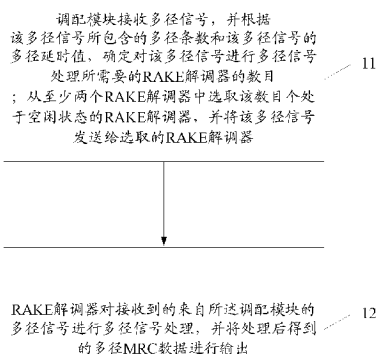 调配模块接收多径信号，并根据
该多径信号所包含的多径条数和该多径信号的
多径延时值，确定对该多径信号进行多径信号
处理所需要的RAKE解调器的数目
；从至少两个RAKE解调器中选取该数目个处
于空闲状态的RAKE解调器，并将该多径信号
发送给选取的RAKE解调器
11
RAKE解调器对接收到的来自所述调配模块的
多径信号进行多径信号处理，并将处理后得到
的多径MRC数据进行输出
12